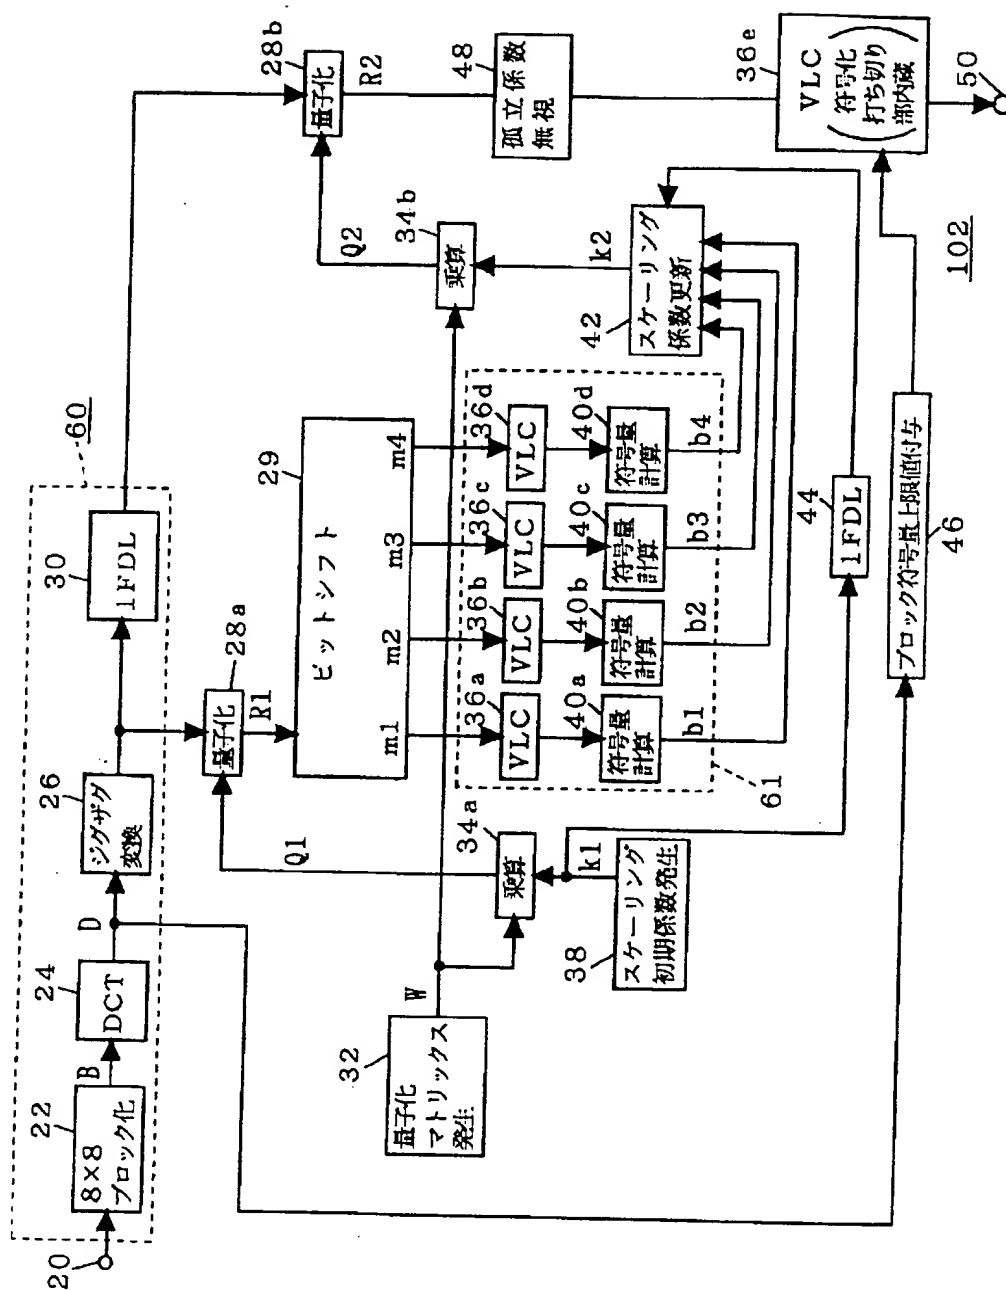 20
22
8×8
ブロック化
B
24
DCT
D
26
ジグザグ
変換
30
1FDL
60
28a
量子化
Q1
R1
29
ビットシフト
m1
m2
m3
m4
36a
VLC
36b
VLC
36c
VLC
36d
VLC
40a
符号量
計算
40b
符号量
計算
40c
符号量
計算
40d
符号量
計算
b1
b2
b3
b4
61
32
量子化
マトリックス
発生
W
34a
乗算
k1
38
スケーリング
初期係数発生
34b
乗算
Q2
k2
42
スケーリング
係数更新
28b
量子化
R2
48
孤立係数
無視
44
1FDL
46
ブロック符号量上限値付与
36e
VLC
(符号化
打ち切り
部内蔵)
50
102